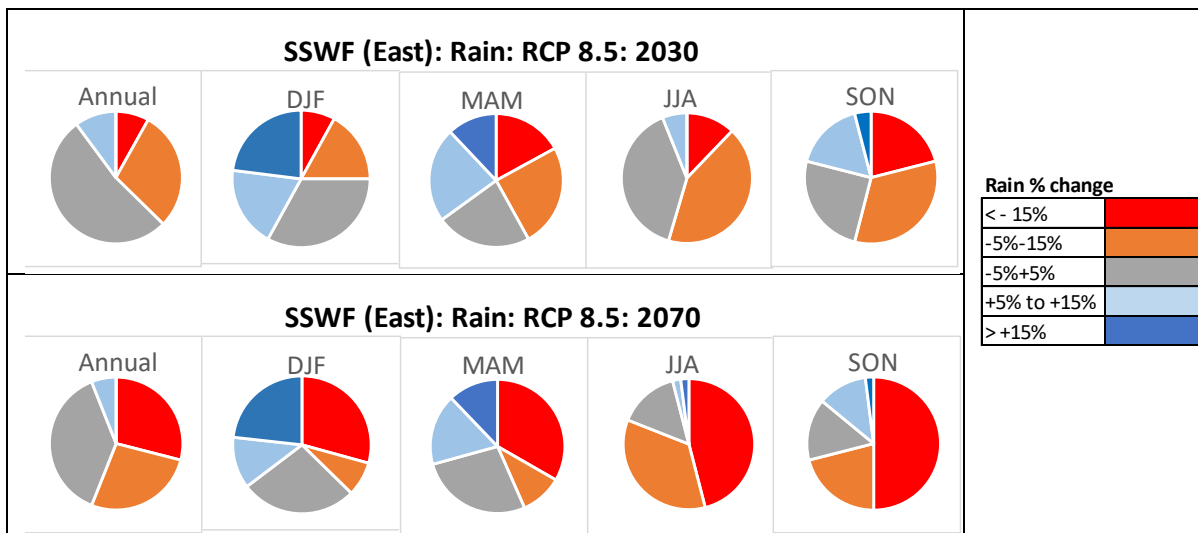 SSWF (East): Rain: RCP 8.5: 2030
Annual DJF MAM JJA SON
SSWF (East): Rain: RCP 8.5: 2070
Annual DJF MAM JJA SON
Rain % change
< - 15%
-5%-15%
-5%+5%
+5% to +15%
> +15%